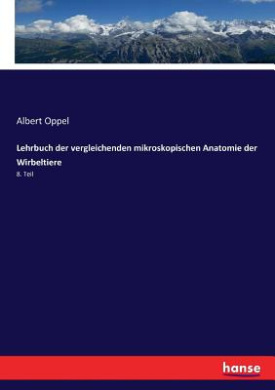 Albert Oppel
Lehrbuch der vergleichenden mikroskopischen Anatomie der
Wirbeltiere
8. Teil
hanse